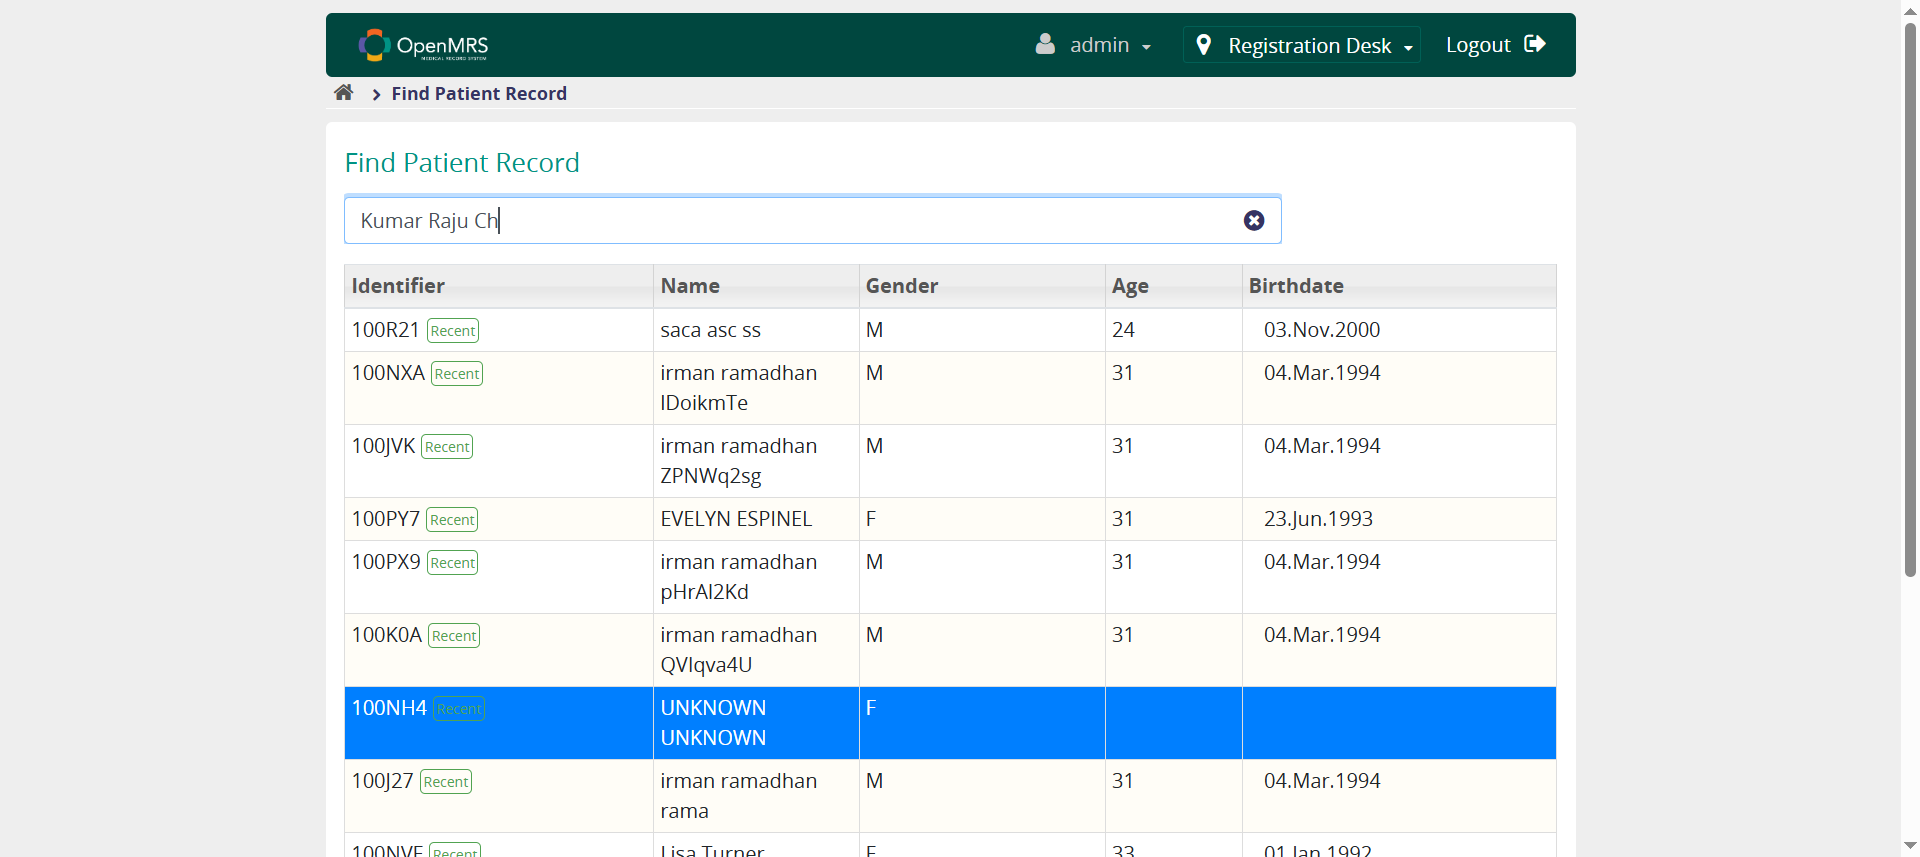 OpenMRS
MEDICAL RECORD SYSTEM
admin
Registration Desk
Logout
Find Patient Record
Find Patient Record
Kumar Raju Ch
Identifier Name Gender Age Birthdate
100R21 Recent saca asc ss M 24 03.Nov.2000
100NXA Recent irman ramadhan M 31 04.Mar.1994
lDoikmTe
100JVK Recent irman ramadhan M 31 04.Mar.1994
ZPNWq2sg
100PY7 Recent EVELYN ESPINEL F 31 23.Jun.1993
100PX9 Recent irman ramadhan M 31 04.Mar.1994
pHrAl2Kd
100K0A Recent irman ramadhan M 31 04.Mar.1994
QVlqva4U
100NH4 Recent UNKNOWN F
UNKNOWN
100J27 Recent irman ramadhan M 31 04.Mar.1994
rama
Recent Lisa Turner F 33 01.Jan.1992